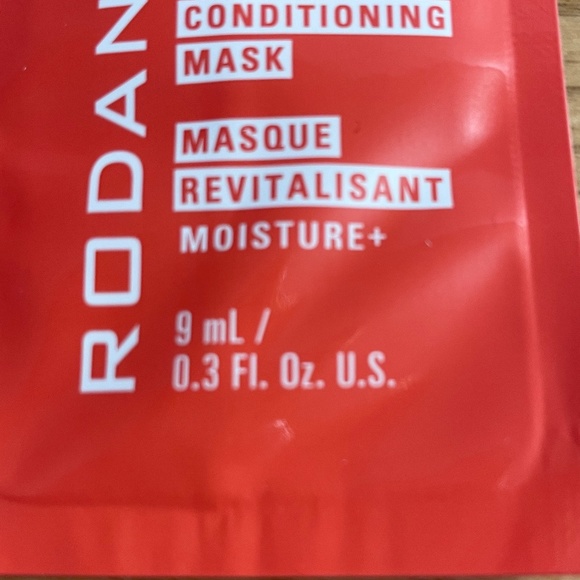 RODAN
CONDITIONING
MASK
MASQUE
REVITALISANT
MOISTURE+
9 mL /
0.3 Fl. Oz. U.S.